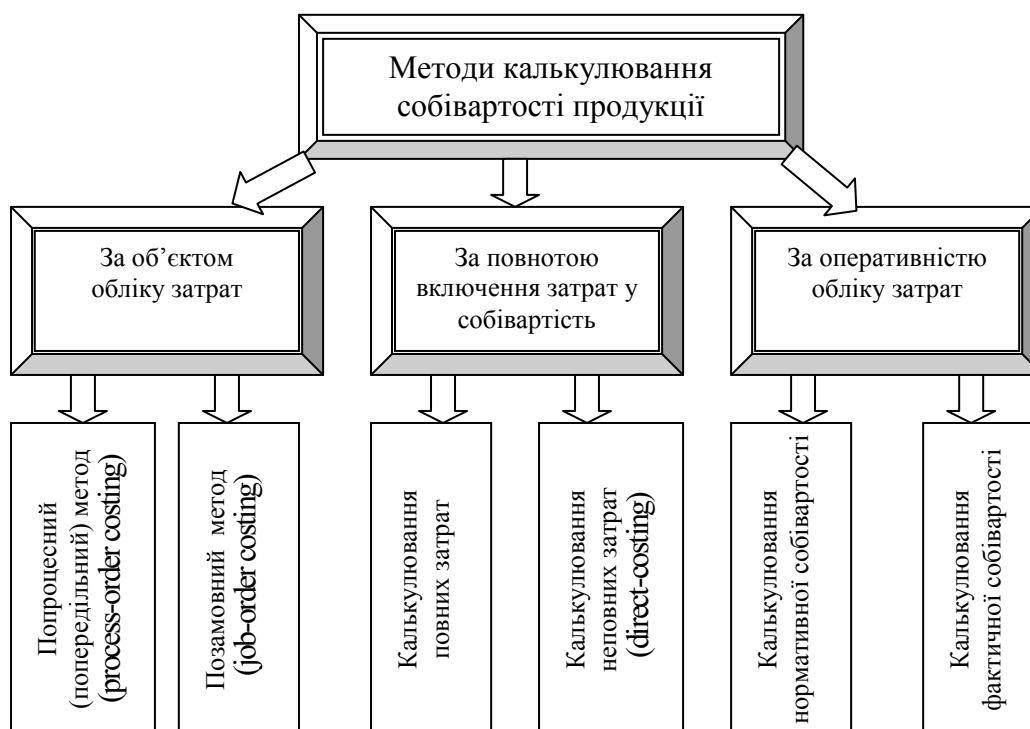 Методи калькулювання
собівартості продукції
За об’єктом
обліку затрат
За повнотою
включення затрат у
собівартість
За оперативністю
обліку затрат
Попроцесний
(попередільний) метод
(process-order costing)
Позамовний метод
(job-order costing)
Калькулювання
повних затрат
Калькулювання
неповних затрат
(direct-costing)
Калькулювання
нормативної собівартості
Калькулювання
фактичної собівартості